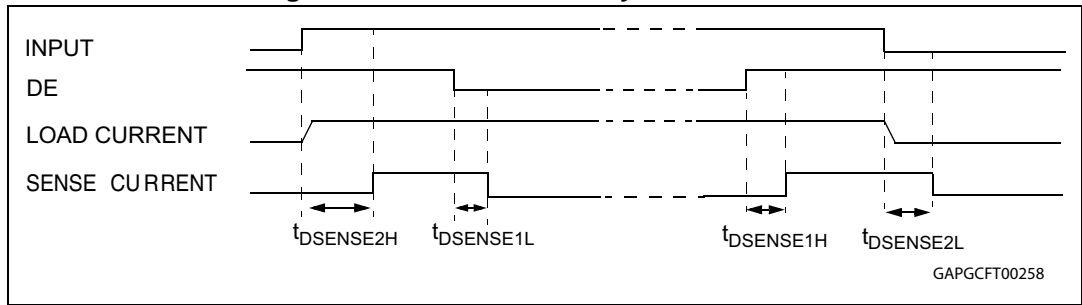 INPUT
DE
LOAD CURRENT
SENSE CURRENT
tDSENSE2H tDSENSE1L tDSENSE1H tDSENSE2L
GAPGCFT00258